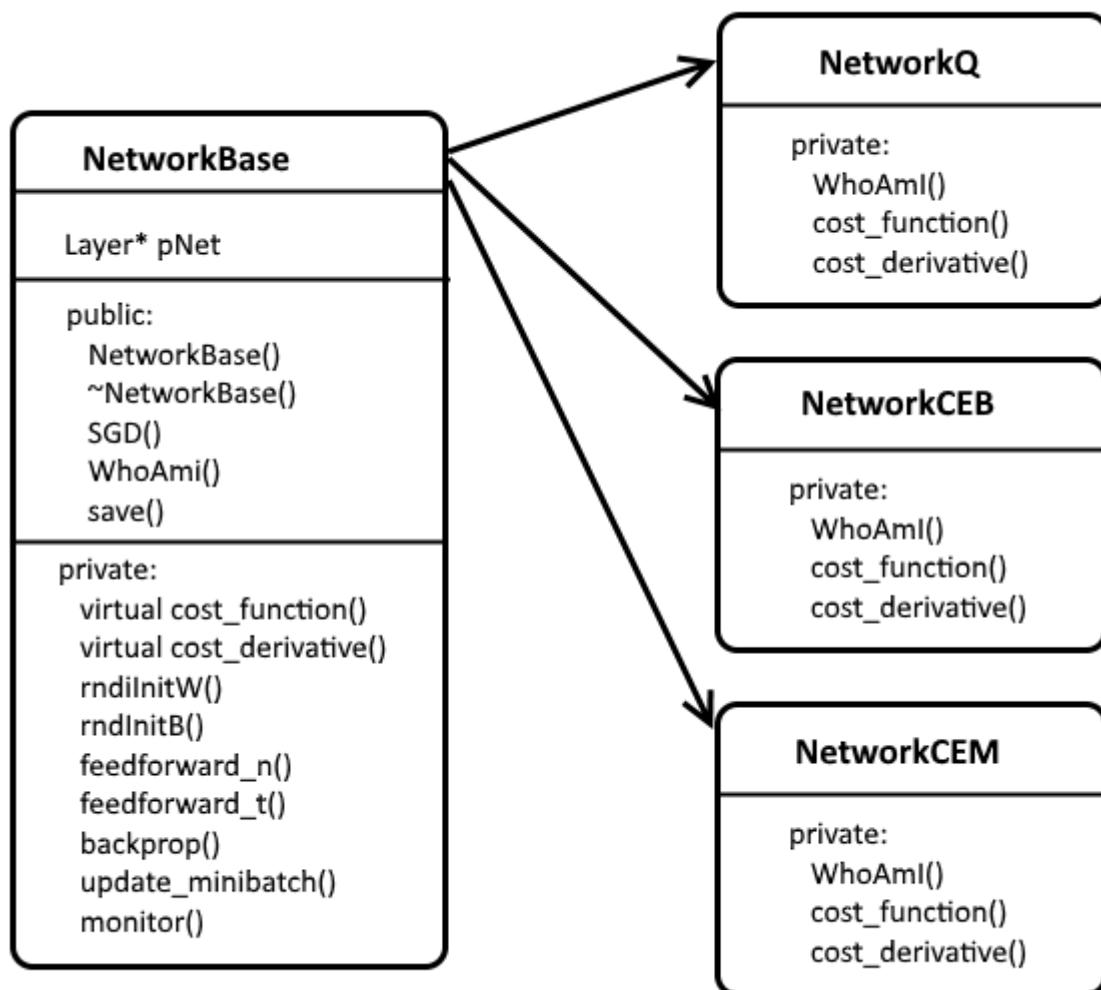 NetworkBase
Layer* pNet
public:
NetworkBase()
~NetworkBase()
SGD()
WhoAmi()
save()
private:
virtual cost_function()
virtual cost_derivative()
rndiInitW()
rndInitB()
feedforward_n()
feedforward_t()
backprop()
update_minibatch()
monitor()
NetworkQ
private:
WhoAmI()
cost_function()
cost_derivative()
NetworkCEB
private:
WhoAmI()
cost_function()
cost_derivative()
NetworkCEM
private:
WhoAmI()
cost_function()
cost_derivative()